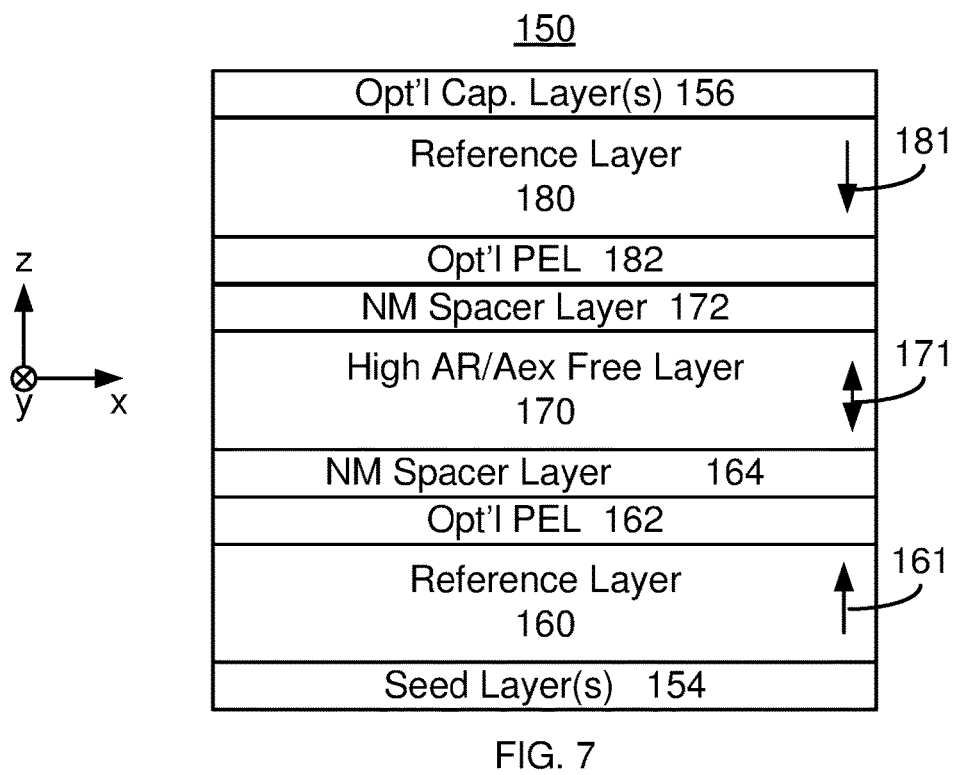 150
Opt'l Cap. Layer(s) 156
Reference Layer
180
181
Opt'l PEL 182
NM Spacer Layer 172
High AR/Aex Free Layer
170
171
z
y
x
NM Spacer Layer 164
Opt'l PEL 162
Reference Layer
160
161
Seed Layer(s) 154
FIG. 7